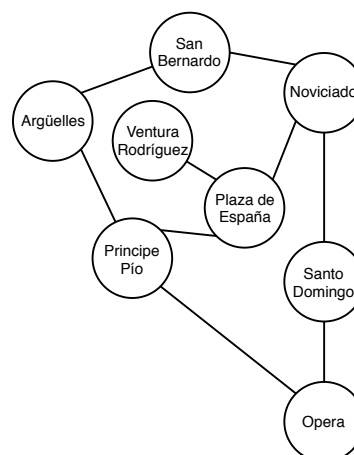 San
Bernardo
Noviciado
Argüelles
Ventura
Rodríguez
Plaza de
España
Principe
Pío
Santo
Domingo
Opera